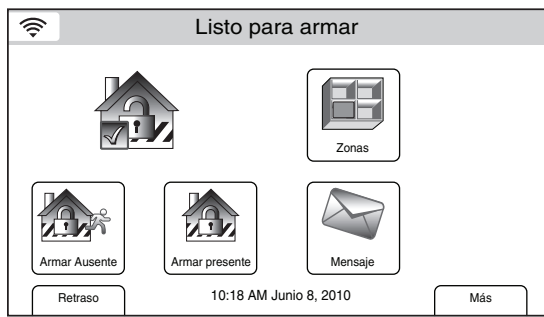 Listo para armar
Zonas
Armar Ausente
Armar presente
Mensaje
Retraso
10:18 AM Junio 8, 2010
Más